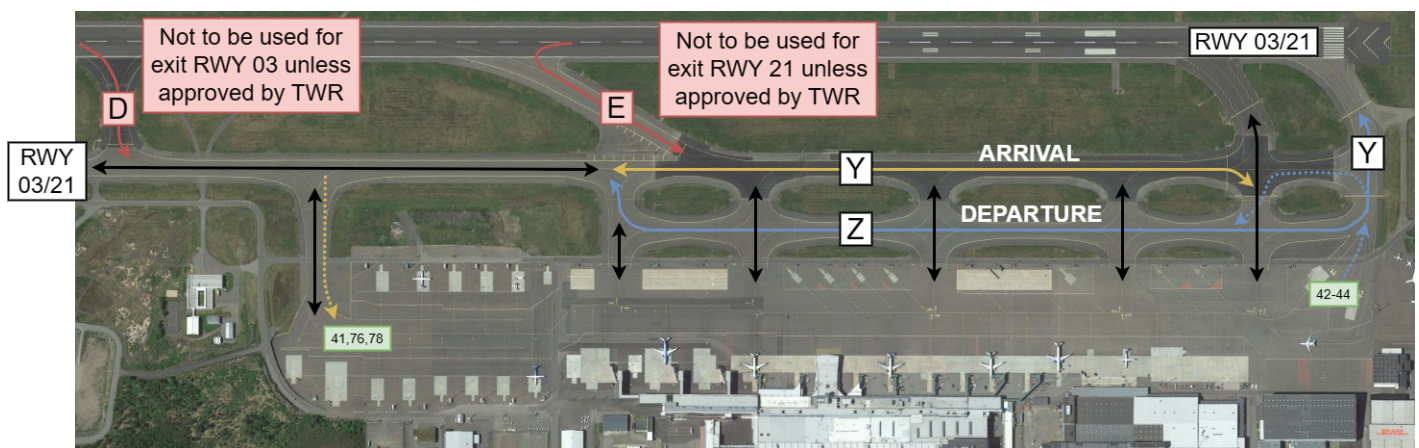 Not to be used for
exit RWY 03 unless
approved by TWR
Not to be used for
exit RWY 21 unless
approved by TWR
RWY 03/21
D
E
Y
RWY
03/21
ARRIVAL
Y
DEPARTURE
Z
42-44
41,76,78
DHL